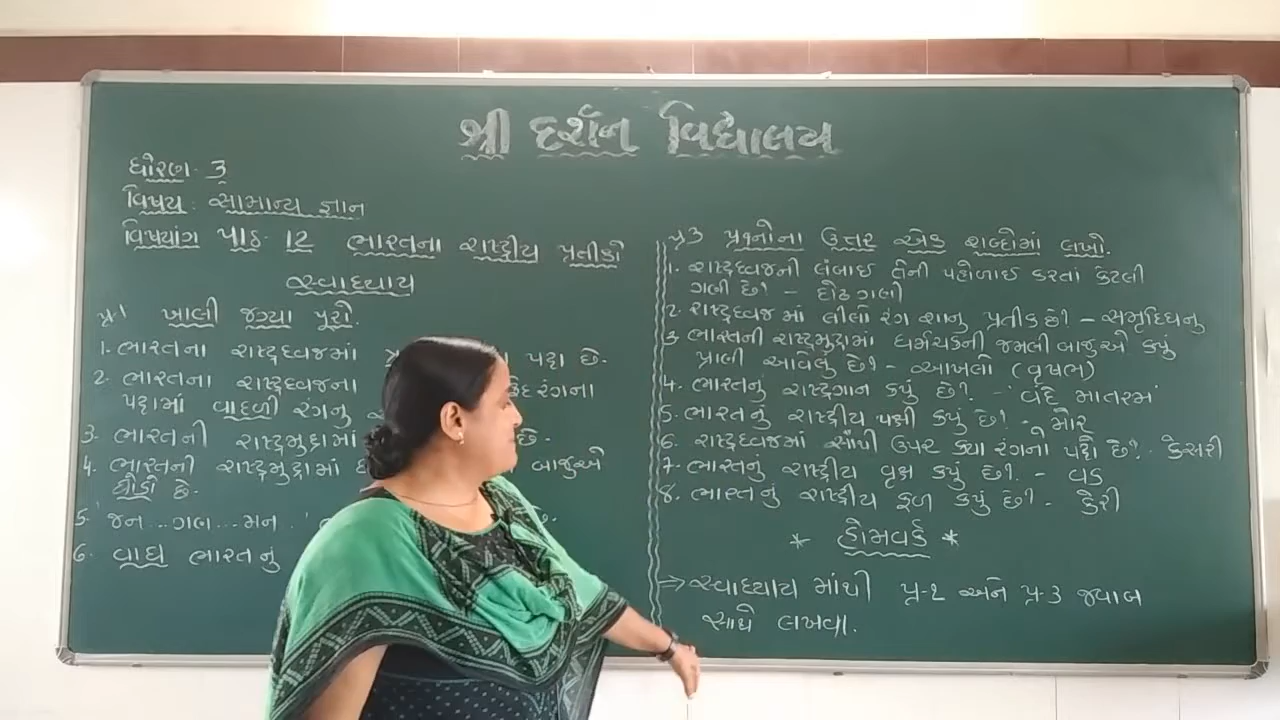 શ્રી દર્શન વિદ્યાલય
ધોરણ- 3
વિષય : સામાન્ય જ્ઞાન
વિષયાંગ પાઠ- 12 ભારતના રાષ્ટ્રીય પ્રતીકો
સ્વાધ્યાય
પ્ર-1 ખાલી જગ્યા પૂરો.
1. ભારતના રાષ્ટ્રધ્વજમાં પટ્ટા છે.
2. ભારતના રાષ્ટ્રધ્વજના રંગના
પટ્ટામાં વાદળી રંગનુ
3. ભારતની રાષ્ટ્રમુદ્રામાં છે.
4. ભારતની રાષ્ટ્રમુદ્રામાં બાજુએ
ઘોડો છે.
5. જન...ગણ...મન
6. વાઘ ભારતનું
પ્ર3 પ્રશ્નોના ઉત્તર એક શબ્દોમાં લખો.
1. રાષ્ટ્રધ્વજની લંબાઈ તેની પહોળાઈ કરતાં કેટલી
ગણી છે? - દોઢ ગણી
2. રાષ્ટ્રધ્વજ માં લીલો રંગ શાનુ પ્રતીક છે? - સમૃદ્ધિનુ
3 ભારતની રાષ્ટ્રમુદ્રામાં ધર્મચક્રની જમણી બાજુએ કયું
પ્રાણી આવેલું છે? - આખલો (વૃષભ)
4. ભારતનું રાષ્ટ્રગાન કયું છે? - વંદે માતરમ
5. ભારતનું રાષ્ટ્રીય પક્ષી કયું છે? - મોર
6. રાષ્ટ્રધ્વજમાં સૌથી ઉપર કયા રંગનો પટ્ટો છે? - કેસરી
7. ભારતનું રાષ્ટ્રીય વૃક્ષ કયું છે? - વડ
8. ભારતનું રાષ્ટ્રીય ફળ કયું છે? - કેરી
* હોમવર્ક *
→ સ્વાધ્યાય માંથી પ્ર-2 અને પ્ર-3 જવાબ
સાથે લખવા.